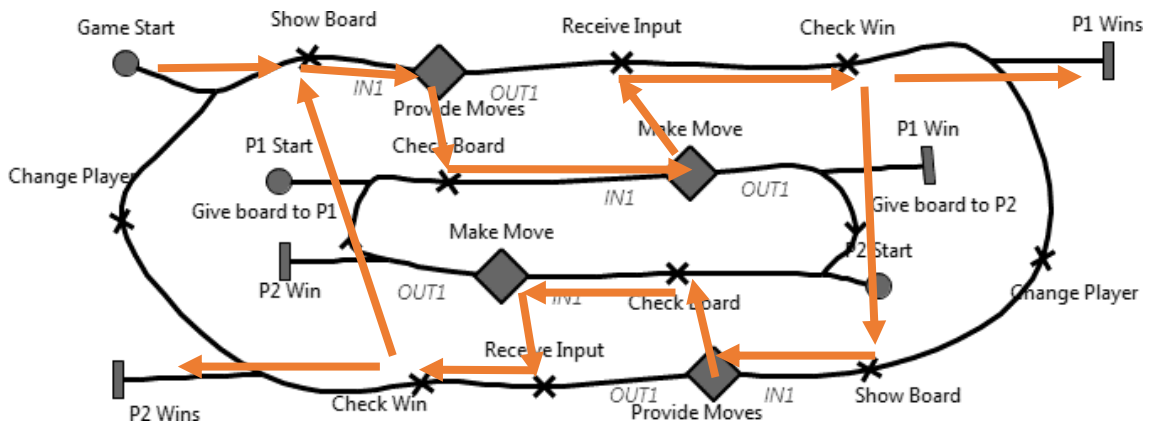 Show Board
Game Start
Receive Input
Check Win
P1 Wins
IN1
OUT1
Provide Moves
Make Move
P1 Win
P1 Start
Check Board
Change Player
IN1
OUT1
Give board to P1
Give board to P2
Make Move
P2 Start
P2 Win
OUT1
IN1
Check Board
Change Player
Receive Input
P2 Wins
Check Win
OUT1
Provide Moves
IN1
Show Board